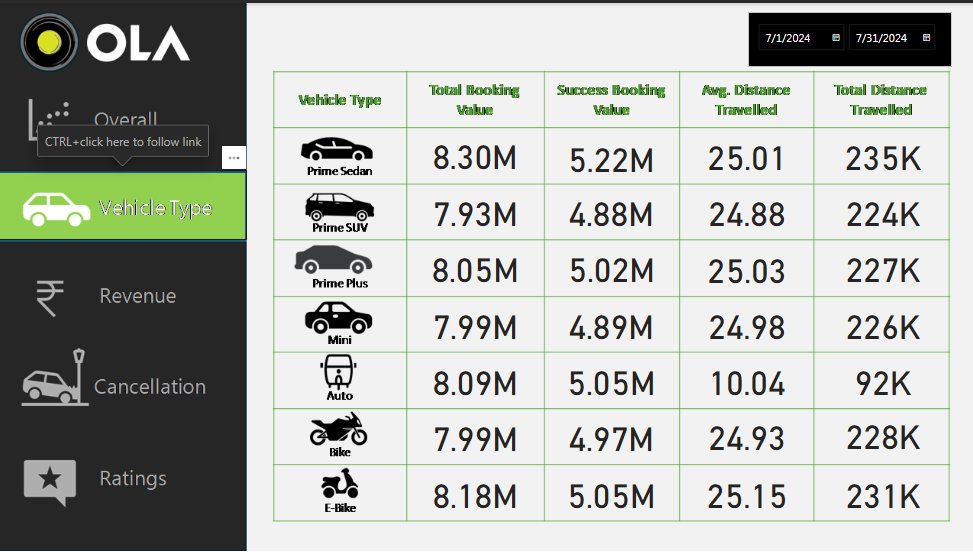 OLA
7/1/2024 7/31/2024
Overall
CTRL+click here to follow link
...
Vehicle Type
₹ Revenue
Cancellation
Ratings
Vehicle Type Total Booking Value Success Booking Value Avg. Distance Travelled Total Distance Travelled
Prime Sedan 8.30M 5.22M 25.01 235K
Prime SUV 7.93M 4.88M 24.88 224K
Prime Plus 8.05M 5.02M 25.03 227K
Mini 7.99M 4.89M 24.98 226K
Auto 8.09M 5.05M 10.04 92K
Bike 7.99M 4.97M 24.93 228K
E-Bike 8.18M 5.05M 25.15 231K